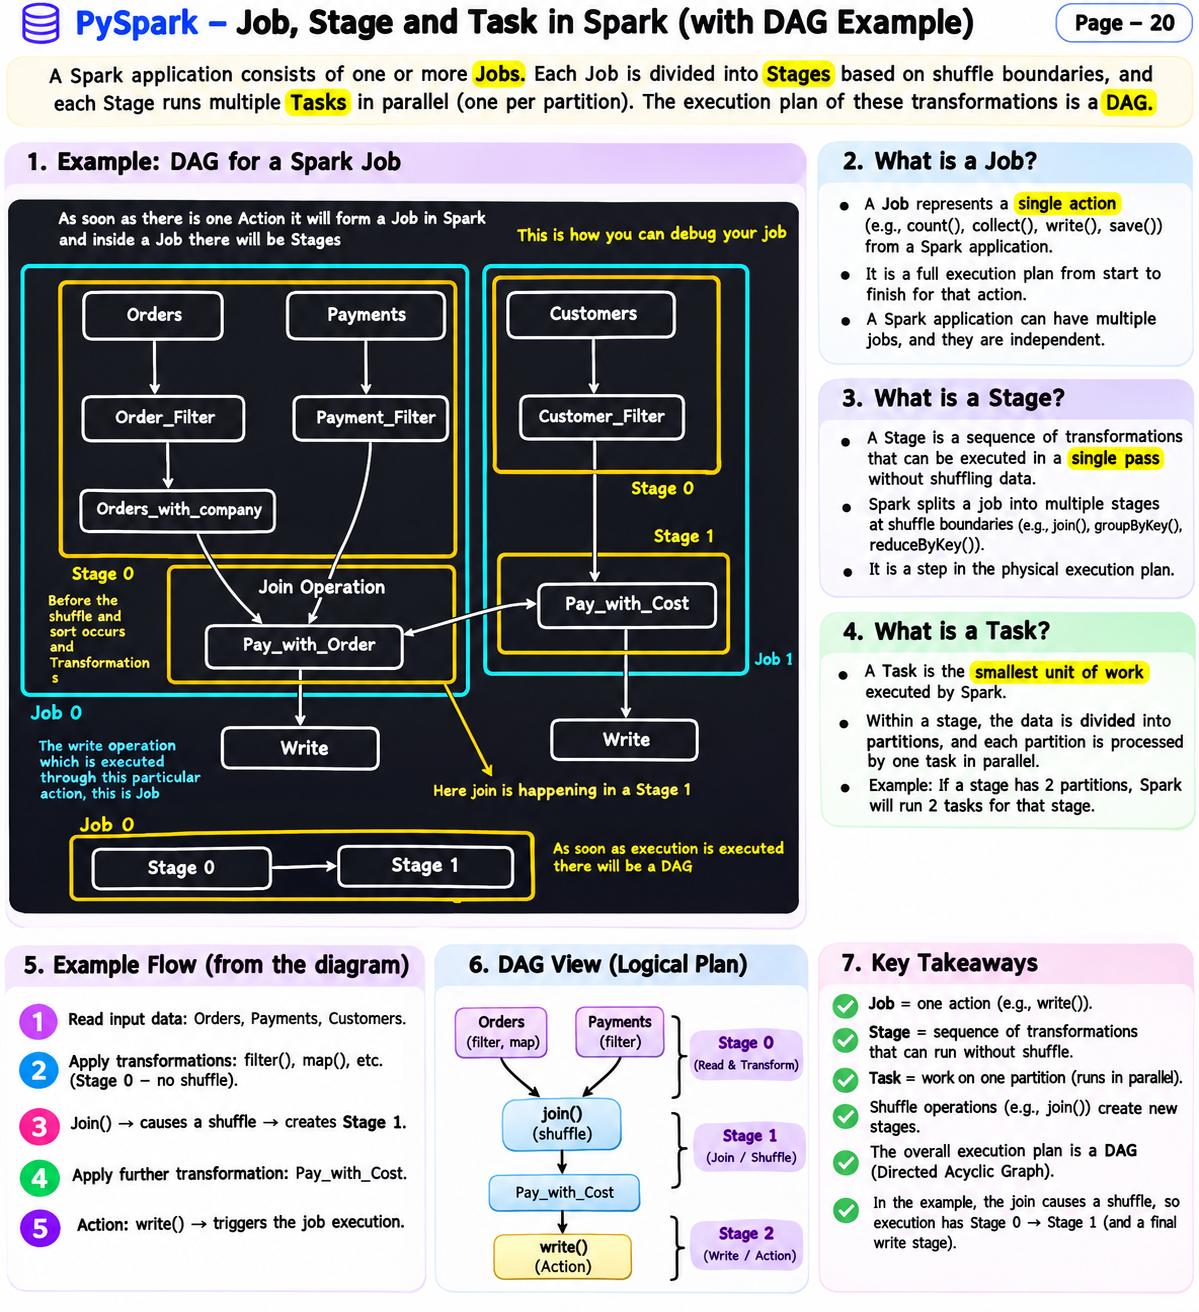 PySpark – Job, Stage and Task in Spark (with DAG Example)
Page – 20
A Spark application consists of one or more Jobs. Each Job is divided into Stages based on shuffle boundaries, and
each Stage runs multiple Tasks in parallel (one per partition). The execution plan of these transformations is a DAG.
1. Example: DAG for a Spark Job
As soon as there is one Action it will form a Job in Spark
and inside a Job there will be Stages
This is how you can debug your job
Orders
Payments
Customers
Order_Filter
Payment_Filter
Customer_Filter
Orders_with_company
Stage 0
Stage 1
Stage 0
Before the
shuffle and
sort occurs
and
Transformation
s
Join Operation
Pay_with_Order
Pay_with_Cost
Job 1
Job 0
Write
Write
The write operation
which is executed
through this particular
action, this is Job
Here join is happening in a Stage 1
Job 0
Stage 0
Stage 1
As soon as execution is executed
there will be a DAG
2. What is a Job?
● A Job represents a single action
(e.g., count(), collect(), write(), save())
from a Spark application.
● It is a full execution plan from start to
finish for that action.
● A Spark application can have multiple
jobs, and they are independent.
3. What is a Stage?
● A Stage is a sequence of transformations
that can be executed in a single pass
without shuffling data.
● Spark splits a job into multiple stages
at shuffle boundaries (e.g., join(), groupByKey(),
reduceByKey()).
● It is a step in the physical execution plan.
4. What is a Task?
● A Task is the smallest unit of work
executed by Spark.
● Within a stage, the data is divided into
partitions, and each partition is processed
by one task in parallel.
● Example: If a stage has 2 partitions, Spark
will run 2 tasks for that stage.
5. Example Flow (from the diagram)
1 Read input data: Orders, Payments, Customers.
2 Apply transformations: filter(), map(), etc.
(Stage 0 – no shuffle).
3 Join() → causes a shuffle → creates Stage 1.
4 Apply further transformation: Pay_with_Cost.
5 Action: write() → triggers the job execution.
6. DAG View (Logical Plan)
Orders
(filter, map)
Payments
(filter)
Stage 0
(Read & Transform)
join()
(shuffle)
Stage 1
(Join / Shuffle)
Pay_with_Cost
Stage 2
(Write / Action)
write()
(Action)
7. Key Takeaways
Job = one action (e.g., write()).
Stage = sequence of transformations
that can run without shuffle.
Task = work on one partition (runs in parallel).
Shuffle operations (e.g., join()) create new
stages.
The overall execution plan is a DAG
(Directed Acyclic Graph).
In the example, the join causes a shuffle, so
execution has Stage 0 → Stage 1 (and a final
write stage).